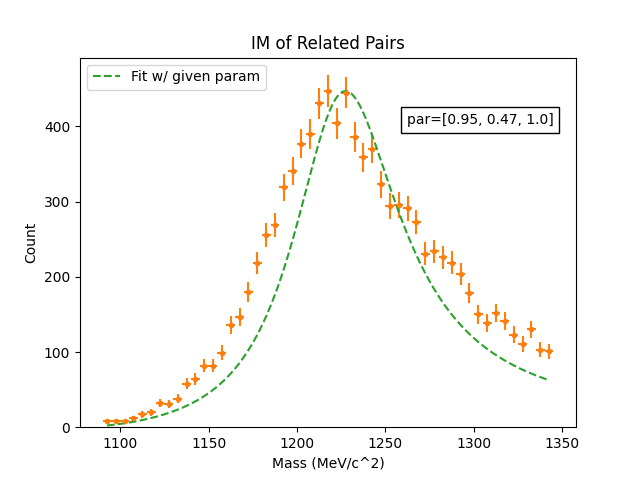 IM of Related Pairs
Fit w/ given param
par=[0.95, 0.47, 1.0]
Count
400
300
200
100
0
1100
1150
1200
1250
1300
1350
Mass (MeV/c^2)